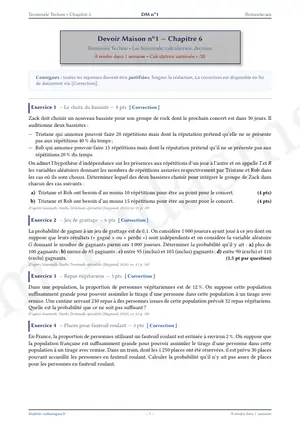 Terminale Techno • Chapitre 6
DM n°1
Devoir Maison n°1 — Chapitre 6
Terminale Techno • Loi binomiale, calculatrice, décision
À rendre dans 1 semaine • Calculatrice autorisée • /20
Consignes : toutes les réponses doivent être justifiées. Soigner la rédaction. La correction est disponible en fin
de document via [Correction].
Exercice 1 — Le choix du bassiste — 8 pts [ Correction ]
Zack doit choisir un nouveau bassiste pour son groupe de rock dont le prochain concert est dans 30 jours. Il
auditionne deux bassistes :
– Tristane qui annonce pouvoir faire 20 répétitions mais dont la réputation prétend qu'elle ne se présente
pas aux répétitions 40 % du temps ;
– Rob qui annonce pouvoir faire 15 répétitions mais dont la réputation prétend qu'il ne se présente pas aux
répétitions 20 % du temps.
On admet l'hypothèse d'indépendance sur les présences aux répétitions d'un jour à l'autre et on appelle T et R
les variables aléatoires donnant les nombres de répétitions assurées respectivement par Tristane et Rob dans
les cas où ils sont choisis. Déterminer lequel des deux bassistes choisir pour intégrer le groupe de Zack dans
chacun des cas suivants :
a) Tristane et Rob ont besoin d'au moins 10 répétitions pour être au point pour le concert. (4 pts)
b) Tristane et Rob ont besoin d'au moins 12 répétitions pour être au point pour le concert. (4 pts)
Exercice 2 — Jeu de grattage — 6 pts [ Correction ]
La probabilité de gagner à un jeu de grattage est de 0,1. On considère 1 000 joueurs ayant joué à ce jeu dont on
suppose que leurs résultats (« gagné » ou « perdu ») sont indépendants et on considère la variable aléatoire
G donnant le nombre de gagnants parmi ces 1 000 joueurs. Déterminer la probabilité qu'il y ait : a) plus de
100 gagnants; b) moins de 85 gagnants; c) entre 95 (inclus) et 105 (inclus) gagnants; d) entre 90 (exclu) et 110
(exclu) gagnants. (1.5 pt par question)
Exercice 3 — Repas végétariens — 3 pts [ Correction ]
Dans une population, la proportion de personnes végétariennes est de 12 %. On suppose cette population
suffisamment grande pour pouvoir assimiler le tirage d'une personne dans cette population à un tirage avec
remise. Une cantine servant 250 repas à des personnes issues de cette population prévoit 32 repas végétariens.
Quelle est la probabilité que ce ne soit pas suffisant ?
Exercice 4 — Places pour fauteuil roulant — 3 pts [ Correction ]
En France, la proportion de personnes utilisant un fauteuil roulant est estimée à environ 2 %. On suppose que
la population française est suffisamment grande pour pouvoir assimiler le tirage d'une personne dans cette
population à un tirage avec remise. Dans un train, dont les 1 250 places ont été réservées, il est prévu 30 places
pouvant accueillir les personnes en fauteuil roulant. Calculer la probabilité qu'il n'y ait pas assez de places
pour les personnes en fauteuil roulant.
– 1 –
À rendre dans 1 semaine